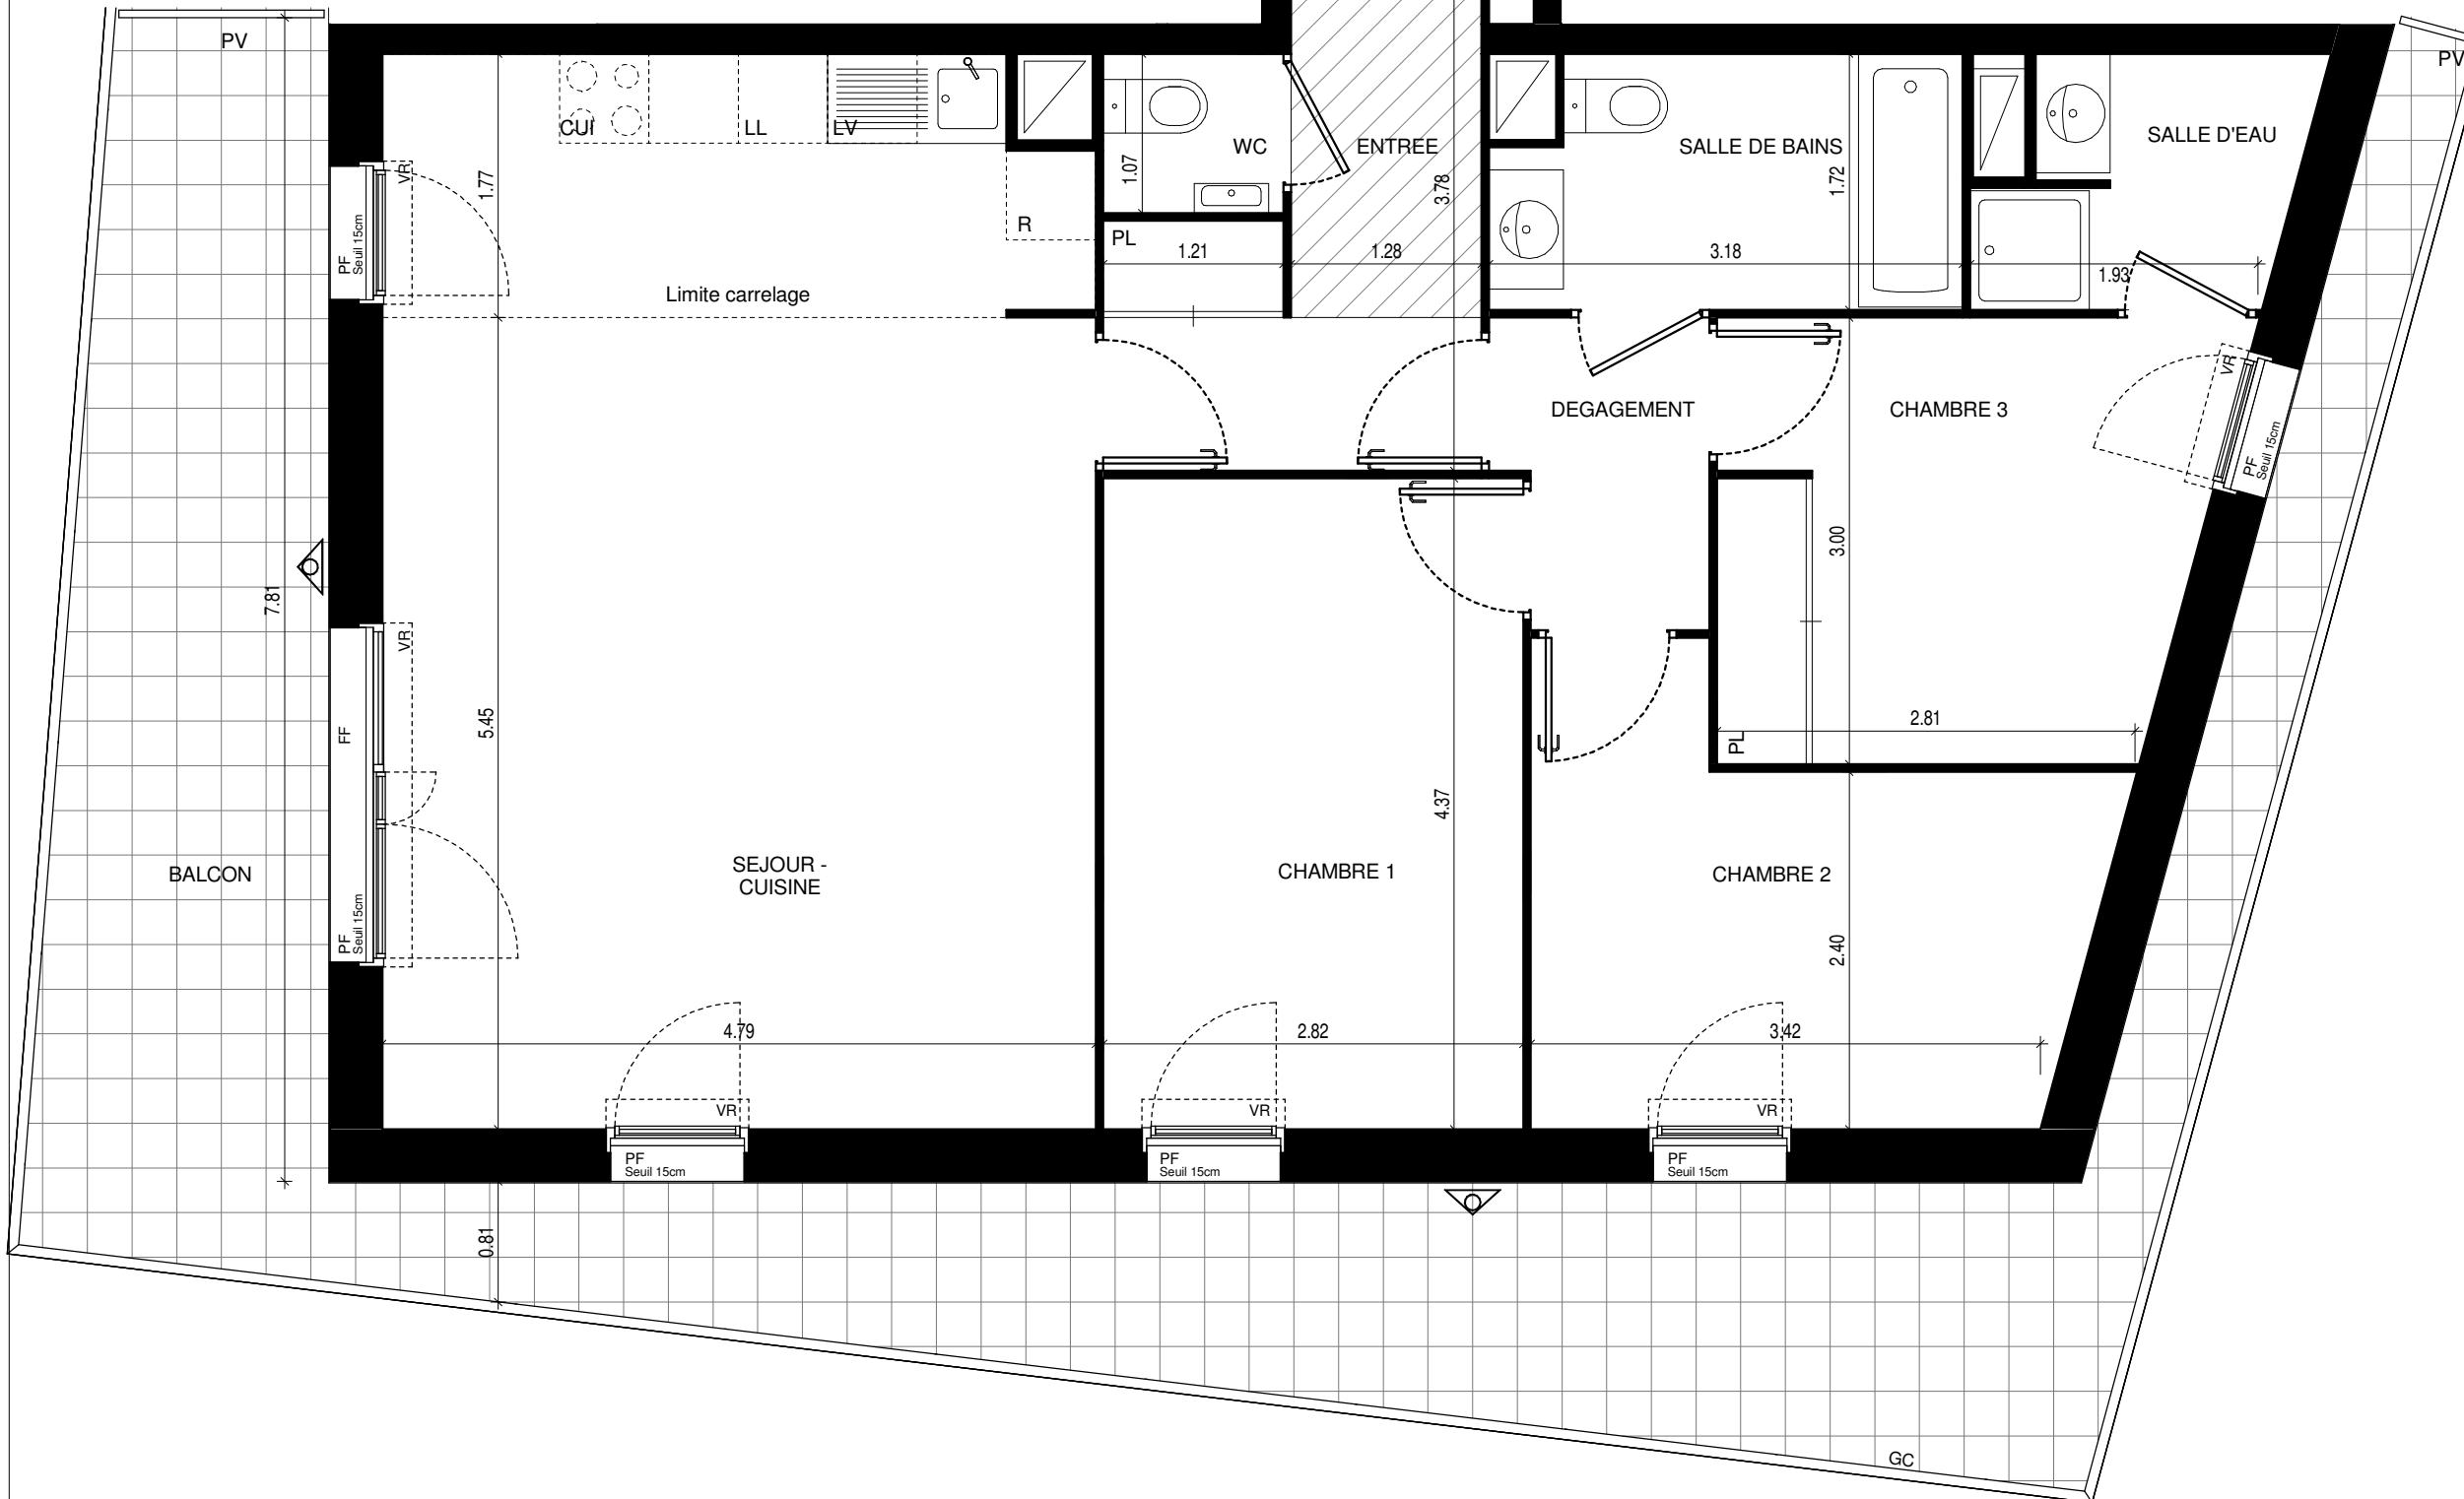 PV
PV
CUI
LL
LV
WC
ENTREE
SALLE DE BAINS
SALLE D'EAU
VR
1.77
1.07
3.78
1.72
PF
Seuil 15cm
R
PL
1.21
1.28
3.18
1.93
Limite carrelage
DEGAGEMENT
CHAMBRE 3
VR
PF
Seuil 15cm
7.81
VR
3.00
FF
5.45
2.81
PL
4.37
BALCON
SEJOUR -
CUISINE
CHAMBRE 1
CHAMBRE 2
PF
Seuil 15cm
2.40
4.79
2.82
3.42
VR
VR
VR
PF
Seuil 15cm
PF
Seuil 15cm
PF
Seuil 15cm
0.81
GC